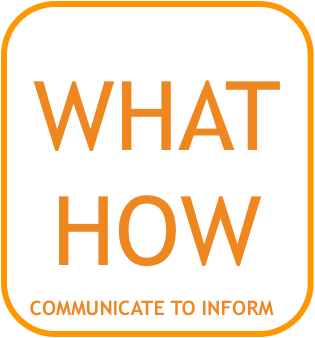 WHAT
HOW
COMMUNICATE TO INFORM